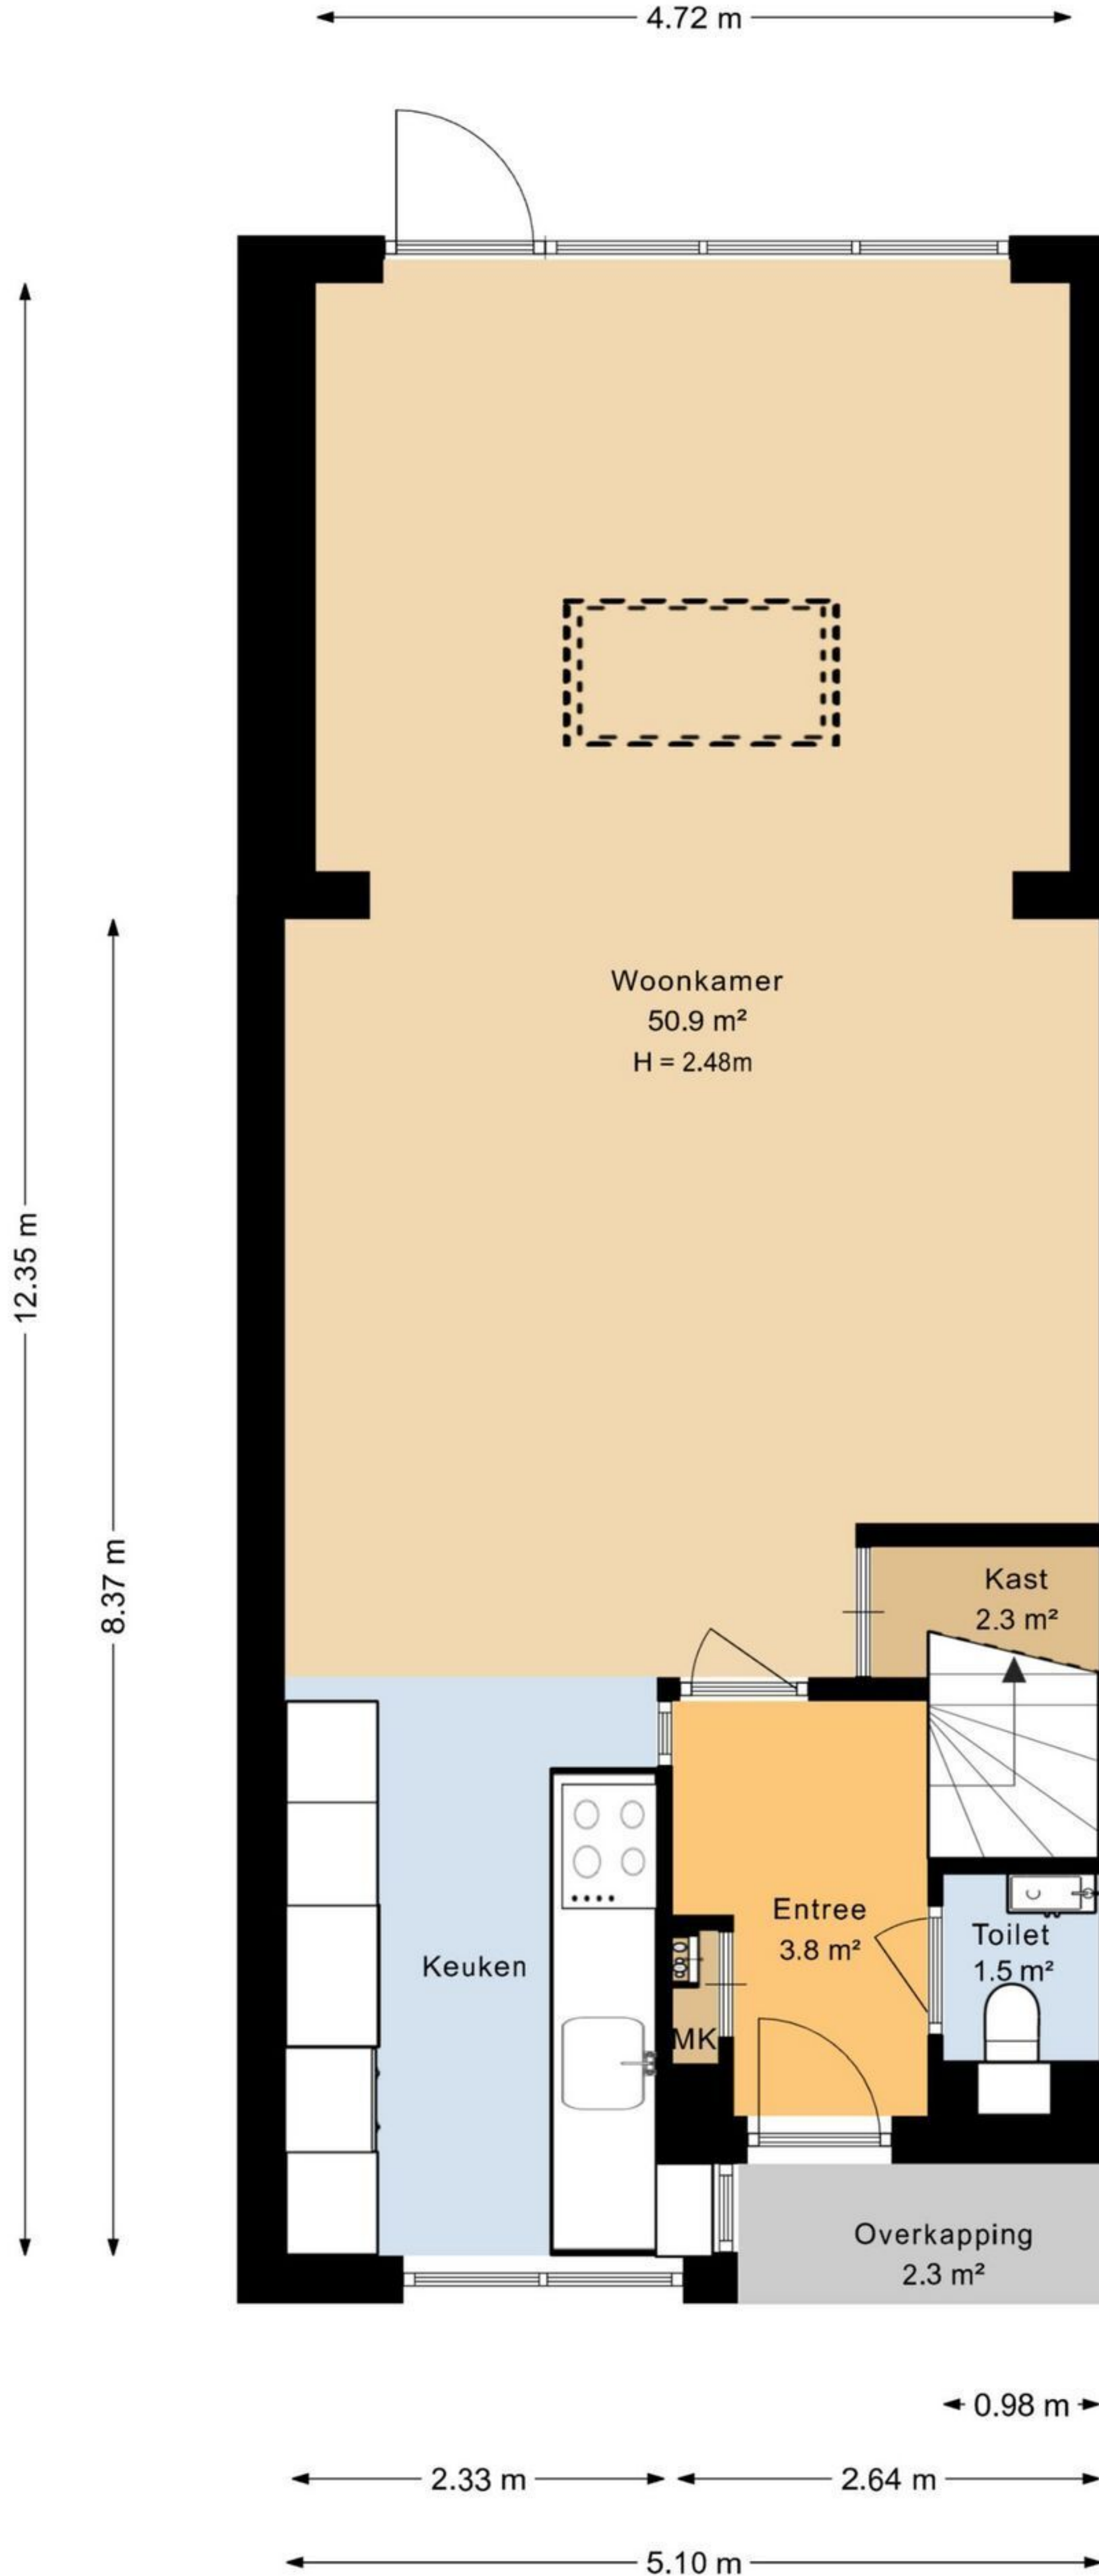 4.72 m
12.35 m
8.37 m
Woonkamer
50.9 m²
H = 2.48m
Kast
2.3 m²
Entree
3.8 m²
Toilet
1.5 m²
Keuken
MK
Overkapping
2.3 m²
0.98 m
2.33 m
2.64 m
5.10 m